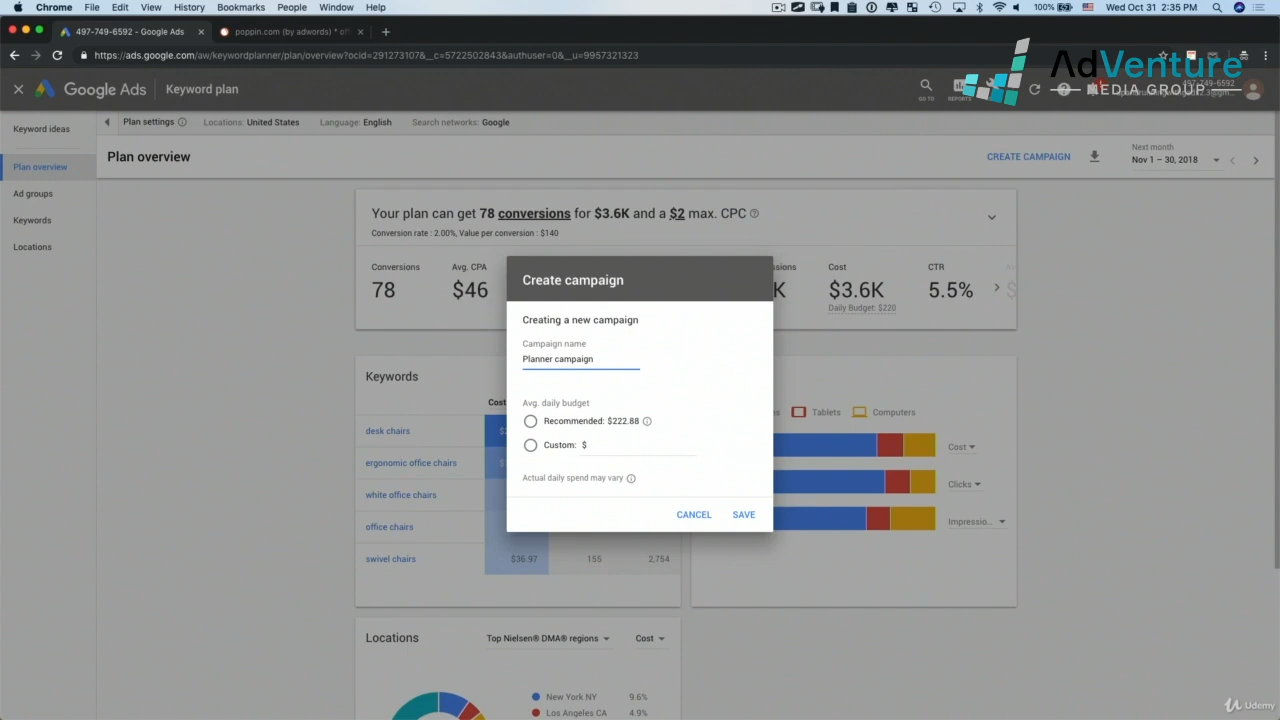 Chrome File Edit View History Bookmarks People Window Help 100% Wed Oct 31 2:35 PM
497-749-6592 - Google Ads poppin.com (by adwords) * of
https://ads.google.com/aw/keywordplanner/plan/overview?ocid=291273107&__c=5722502843&authuser=0&__u=9957321323
AdVenture
MEDIA GROUP
Google Ads Keyword plan
GO TO REPORTS
497-749-6592
Keyword ideas
Plan overview
Ad groups
Keywords
Locations
Plan settings Locations: United States Language: English Search networks: Google
Plan overview
CREATE CAMPAIGN
Next month
Nov 1 – 30, 2018
Your plan can get 78 conversions for $3.6K and a $2 max. CPC
Conversion rate : 2.00%, Value per conversion : $140
Conversions Avg. CPA sions Cost CTR
78 $46 K $3.6K 5.5% $
Daily Budget: $220
Create campaign
Creating a new campaign
Campaign name
Planner campaign
Avg. daily budget
Recommended: $222.88
Custom: $
Actual daily spend may vary
CANCEL SAVE
Keywords
Cost
desk chairs
ergonomic office chairs
white office chairs
office chairs
swivel chairs $36.97 155 2,754
Tablets Computers
Cost
Clicks
Impressio...
Locations Top Nielsen® DMA® regions Cost
New York NY 9.6%
Los Angeles CA 4.9%
Udemy